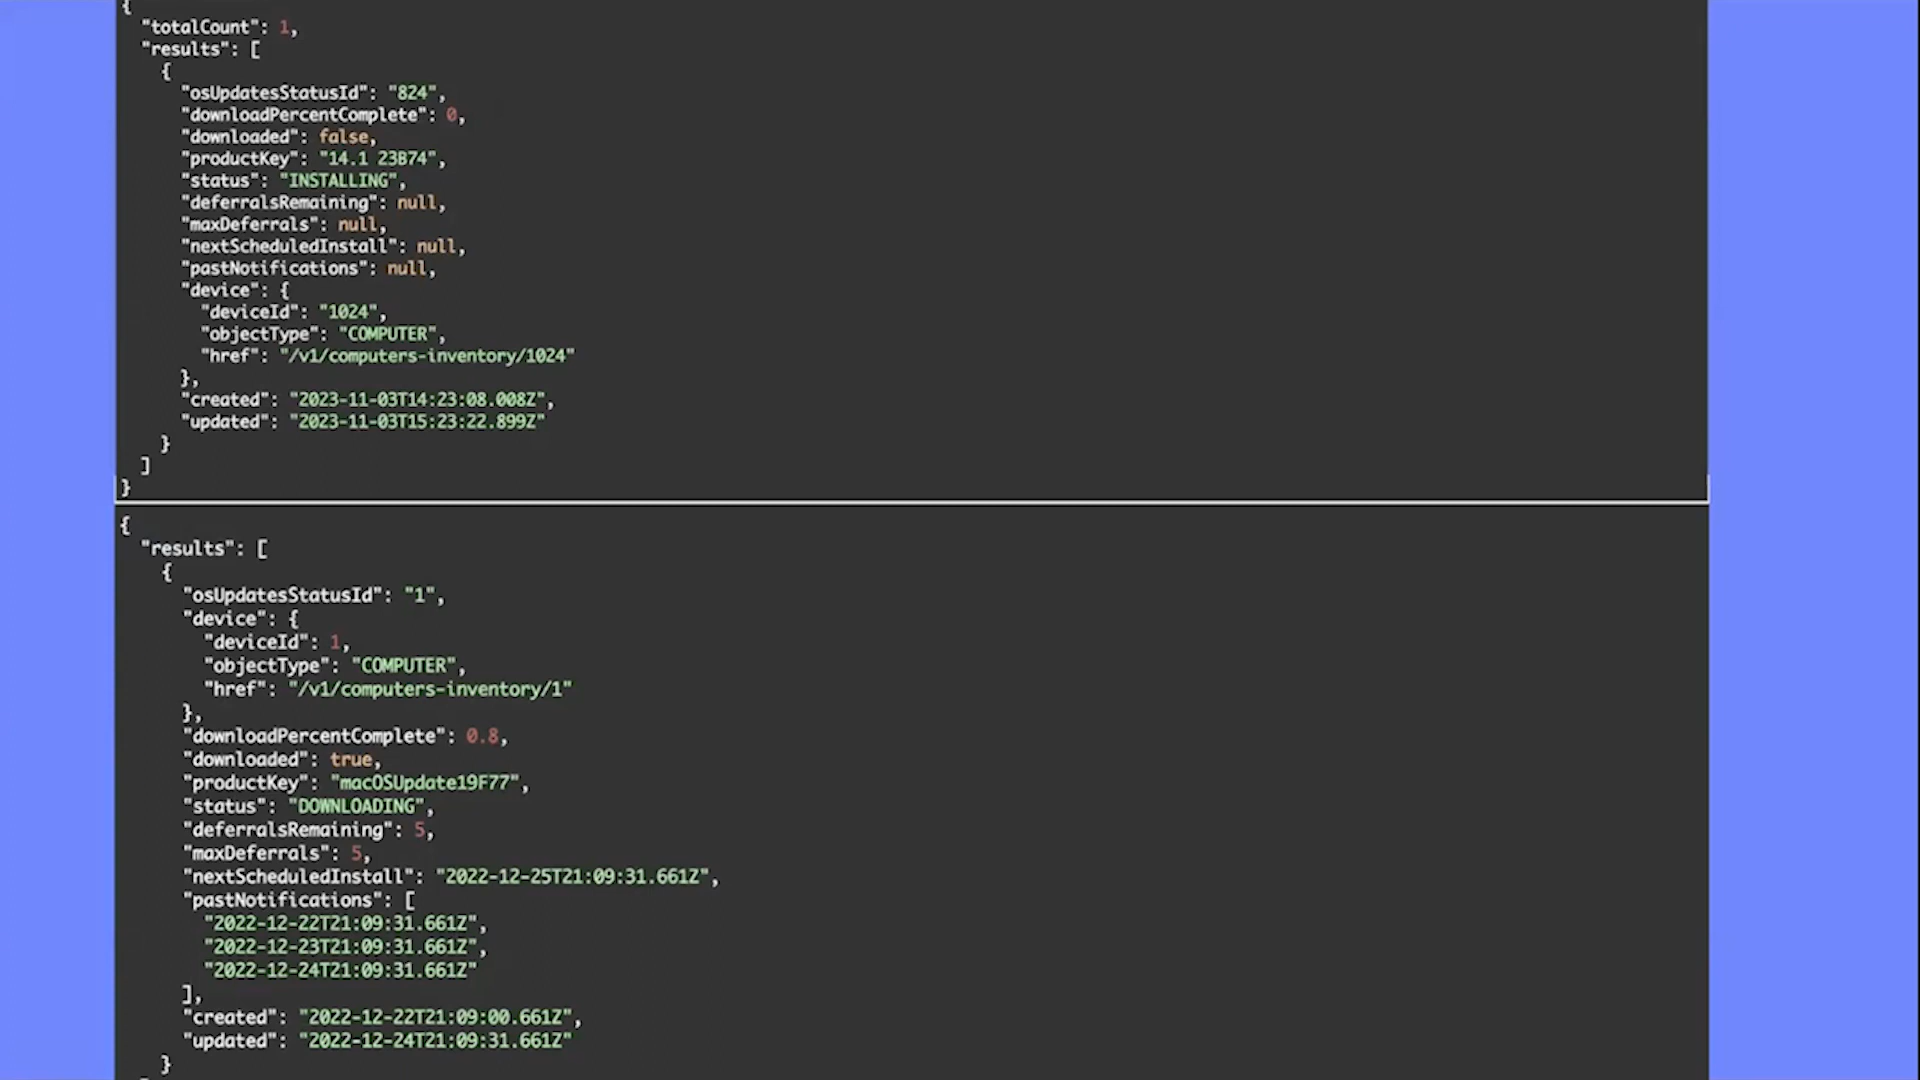 {
"totalCount": 1,
"results": [
{
"osUpdatesStatusId": "824",
"downloadPercentComplete": 0,
"downloaded": false,
"productKey": "14.1 23B74",
"status": "INSTALLING",
"deferralsRemaining": null,
"maxDeferrals": null,
"nextScheduledInstall": null,
"pastNotifications": null,
"device": {
"deviceId": "1024",
"objectType": "COMPUTER",
"href": "/v1/computers-inventory/1024"
},
"created": "2023-11-03T14:23:08.008Z",
"updated": "2023-11-03T15:23:22.899Z"
}
]
}
{
"results": [
{
"osUpdatesStatusId": "1",
"device": {
"deviceId": 1,
"objectType": "COMPUTER",
"href": "/v1/computers-inventory/1"
},
"downloadPercentComplete": 0.8,
"downloaded": true,
"productKey": "macOSUpdate19F77",
"status": "DOWNLOADING",
"deferralsRemaining": 5,
"maxDeferrals": 5,
"nextScheduledInstall": "2022-12-25T21:09:31.661Z",
"pastNotifications": [
"2022-12-22T21:09:31.661Z",
"2022-12-23T21:09:31.661Z",
"2022-12-24T21:09:31.661Z"
],
"created": "2022-12-22T21:09:00.661Z",
"updated": "2022-12-24T21:09:31.661Z"
}